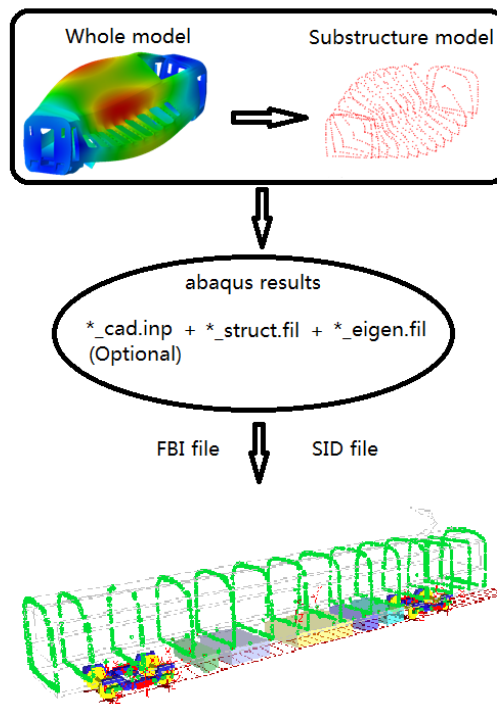 Whole model
Substructure model
abaqus results
*_cad.inp + *_struct.fil + *_eigen.fil
(Optional)
FBI file
SID file